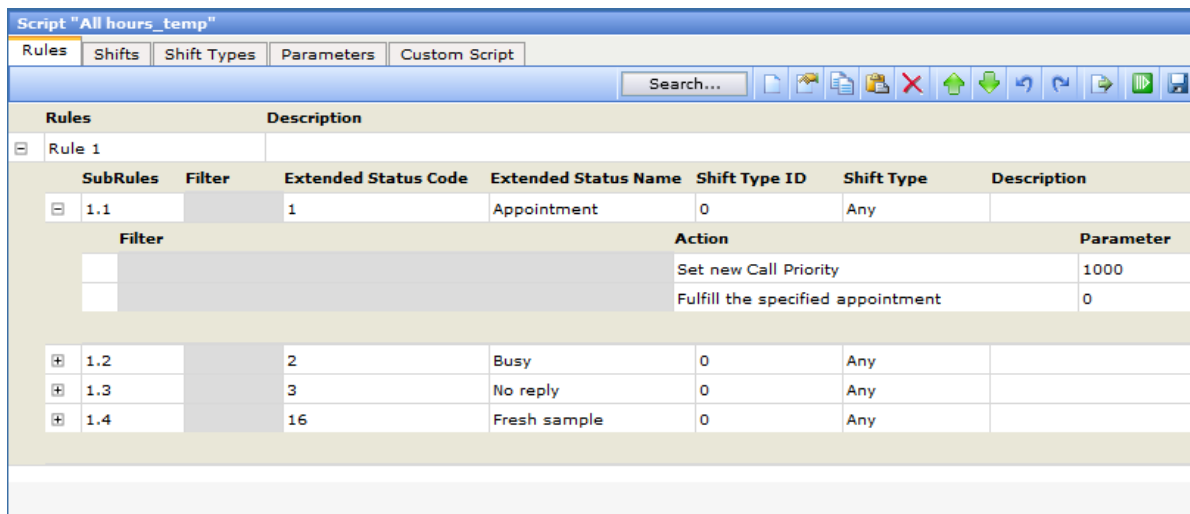 Script "All hours_temp"
Rules Shifts Shift Types Parameters Custom Script
Search...
Rules Description
Rule 1
SubRules Filter Extended Status Code Extended Status Name Shift Type ID Shift Type Description
1.1 1 Appointment 0 Any
Filter Action Parameter
Set new Call Priority 1000
Fulfill the specified appointment 0
1.2 2 Busy 0 Any
1.3 3 No reply 0 Any
1.4 16 Fresh sample 0 Any